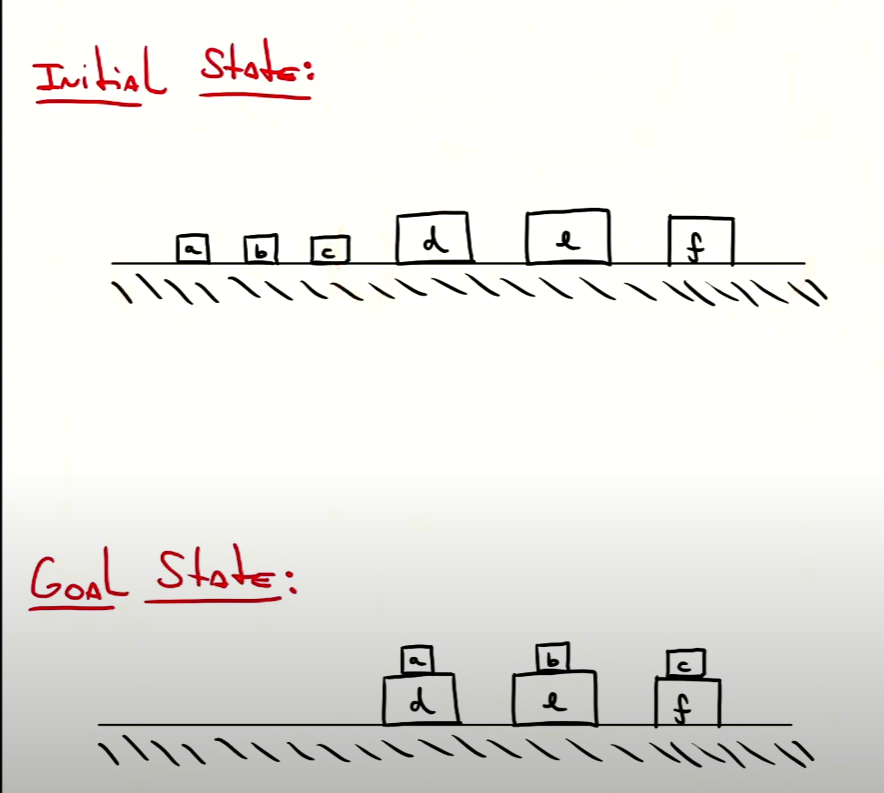 Initial State:
a b c d e f
Goal State:
a b c
d e f